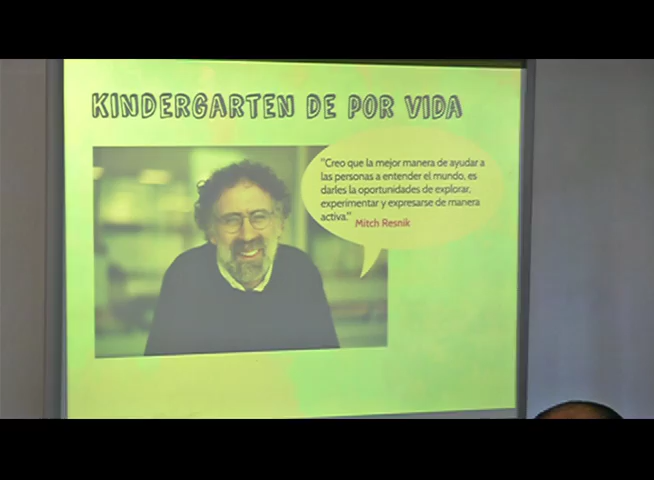 KINDERGARTEN DE POR VIDA
"Creo que la mejor manera de ayudar a
las personas a entender el mundo, es
darles la oportunidades de explorar,
experimentar y expresarse de manera
activa."
Mitch Resnik